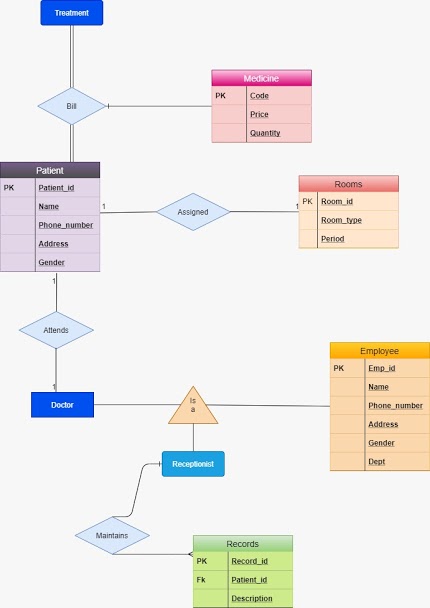 Treatment
Bill
Medicine
PK Code
Price
Quantity
Patient
PK Patient_id
Name
Phone_number
Address
Gender
1
Assigned
1
Rooms
PK Room_id
Room_type
Period
1
Attends
1
Doctor
Is
a
Employee
PK Emp_id
Name
Phone_number
Address
Gender
Dept
Receptionist
Maintains
Records
PK Record_id
Fk Patient_id
Description